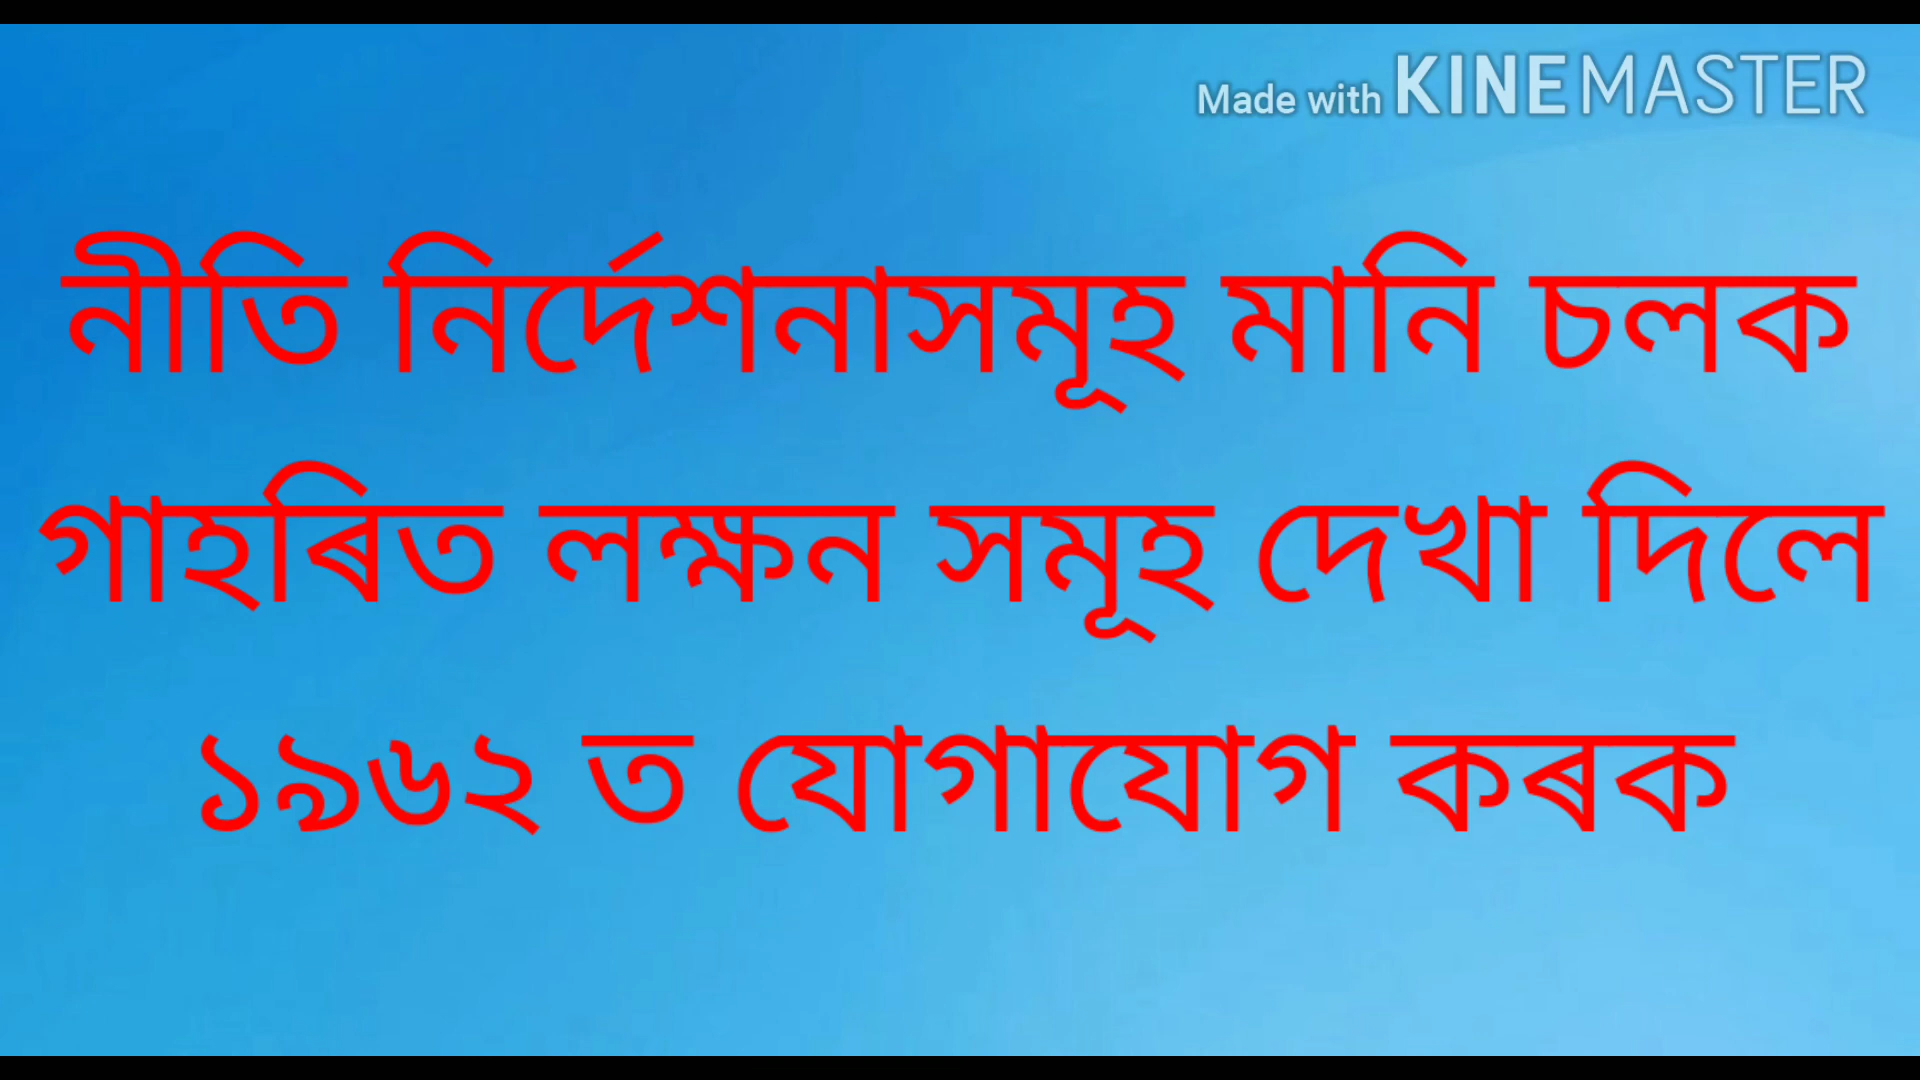 Made with KINEMASTER
নীতি নিৰ্দেশনাসমূহ মানি চলক
গাহৰিত লক্ষন সমূহ দেখা দিলে
১৯৬২ ত যোগাযোগ কৰক